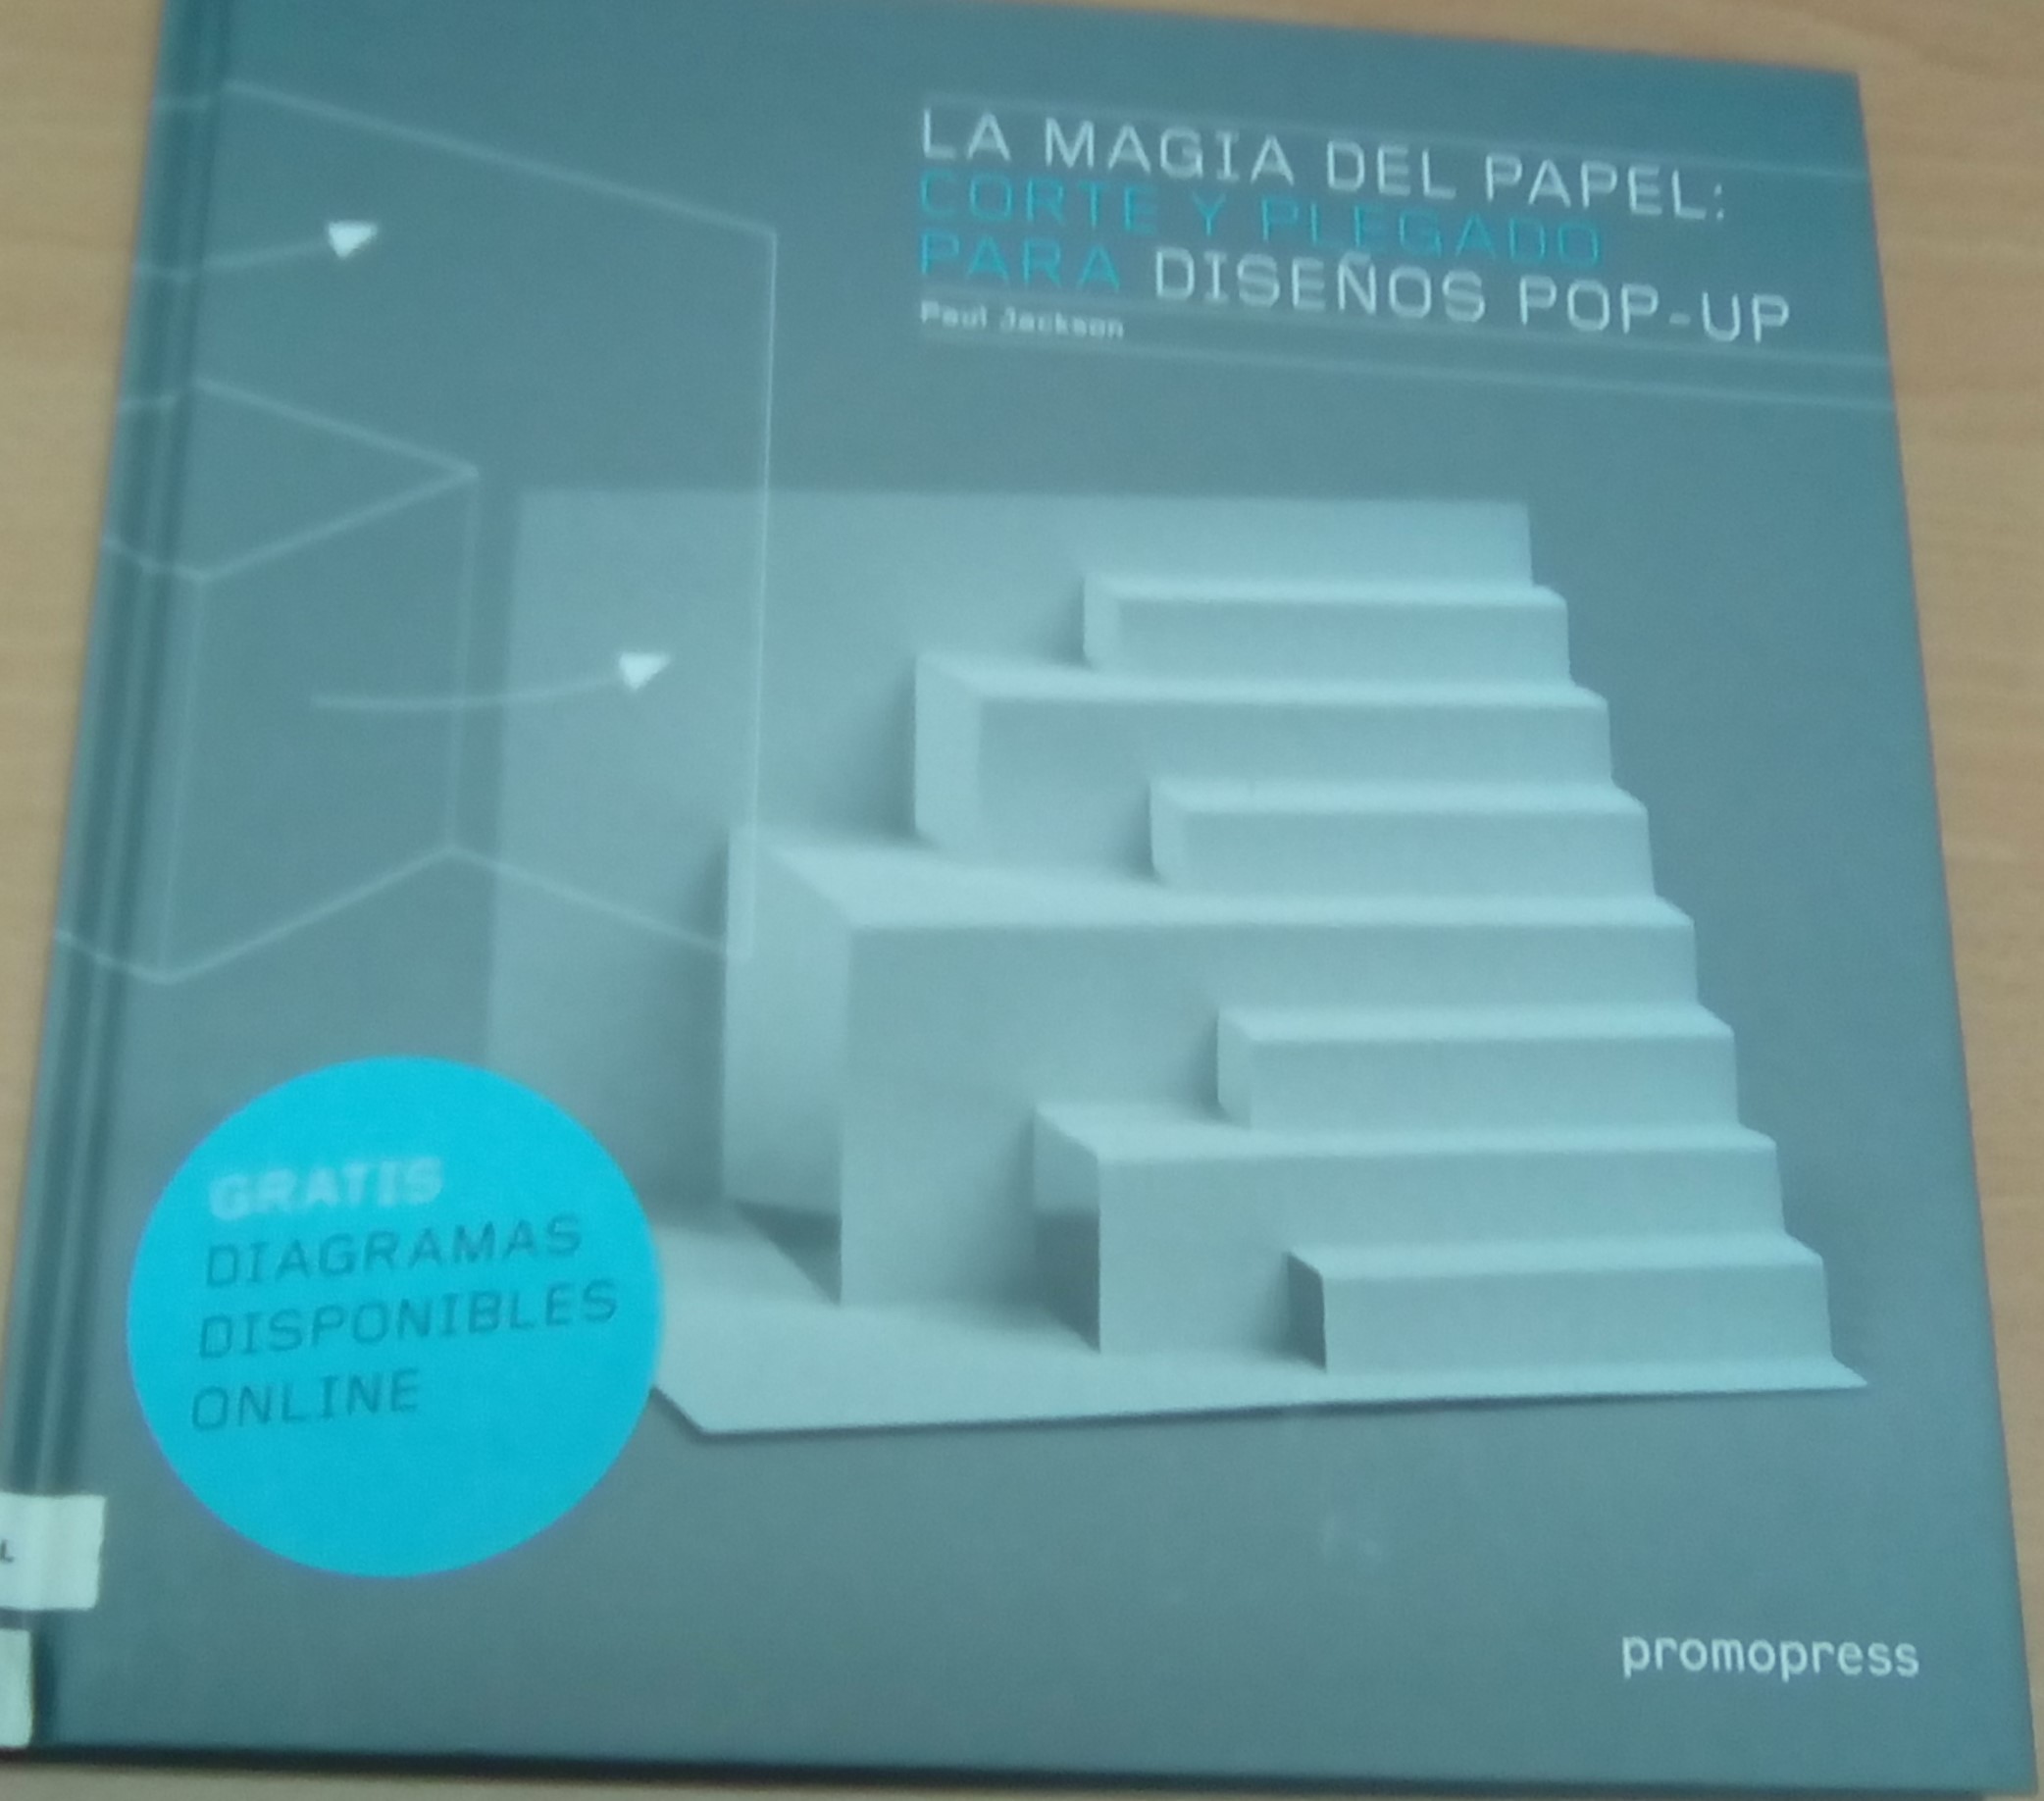 LA MAGIA DEL PAPEL:
CORTE Y PLEGADO
PARA DISEÑOS POP-UP
Paul Jackson
GRATIS
DIAGRAMAS
DISPONIBLES
ONLINE
L
promopress